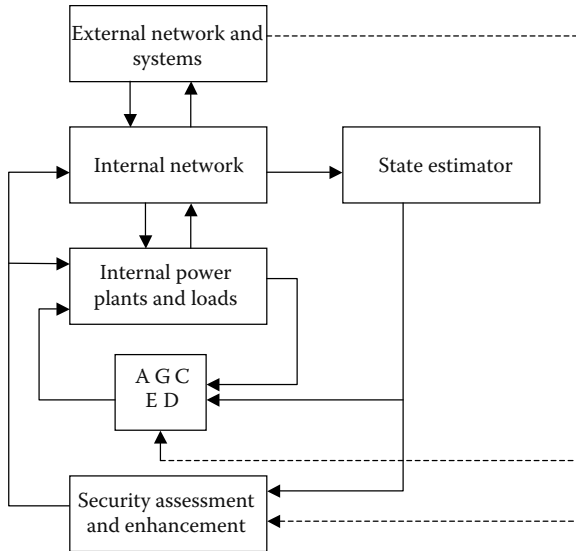 External network and
systems
Internal network
State estimator
Internal power
plants and loads
A G C
E D
Security assessment
and enhancement